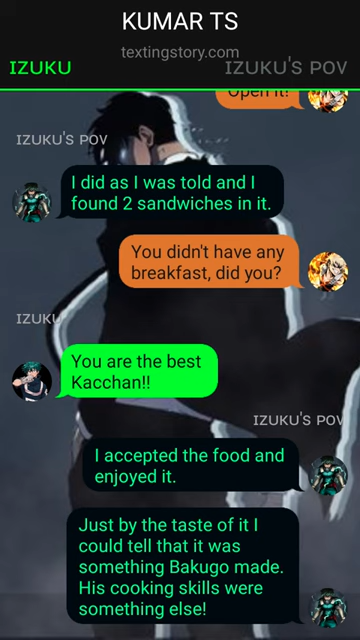 KUMAR TS
textingstory.com
IZUKU
IZUKU'S POV
Open it!
IZUKU'S POV
I did as I was told and I
found 2 sandwiches in it.
You didn't have any
breakfast, did you?
IZUKU
You are the best
Kacchan!!
IZUKU'S POV
I accepted the food and
enjoyed it.
Just by the taste of it I
could tell that it was
something Bakugo made.
His cooking skills were
something else!